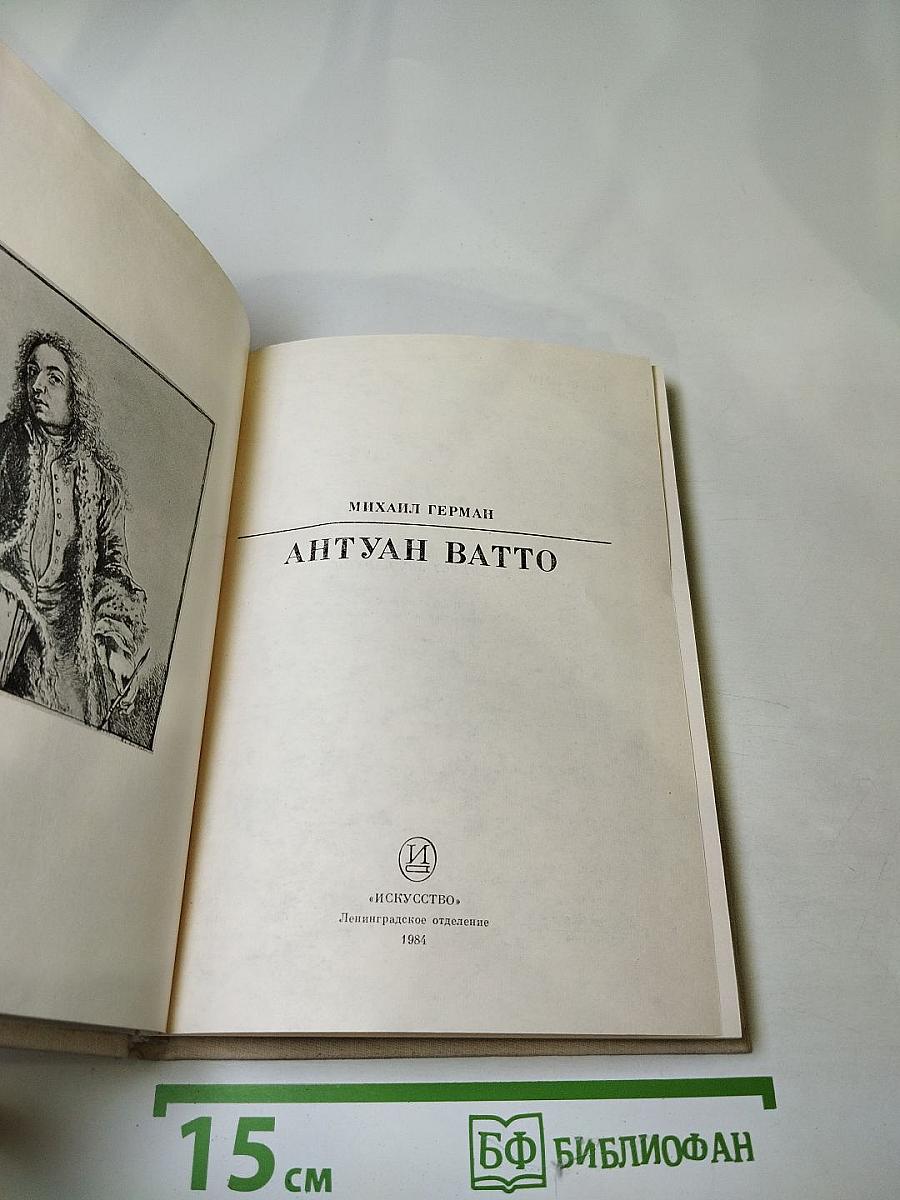 МИХАИЛ ГЕРМАН
АНТУАН ВАТТО
И
«ИСКУССТВО»
Ленинградское отделение
1984
15 см
БФ БИБЛИОФАН